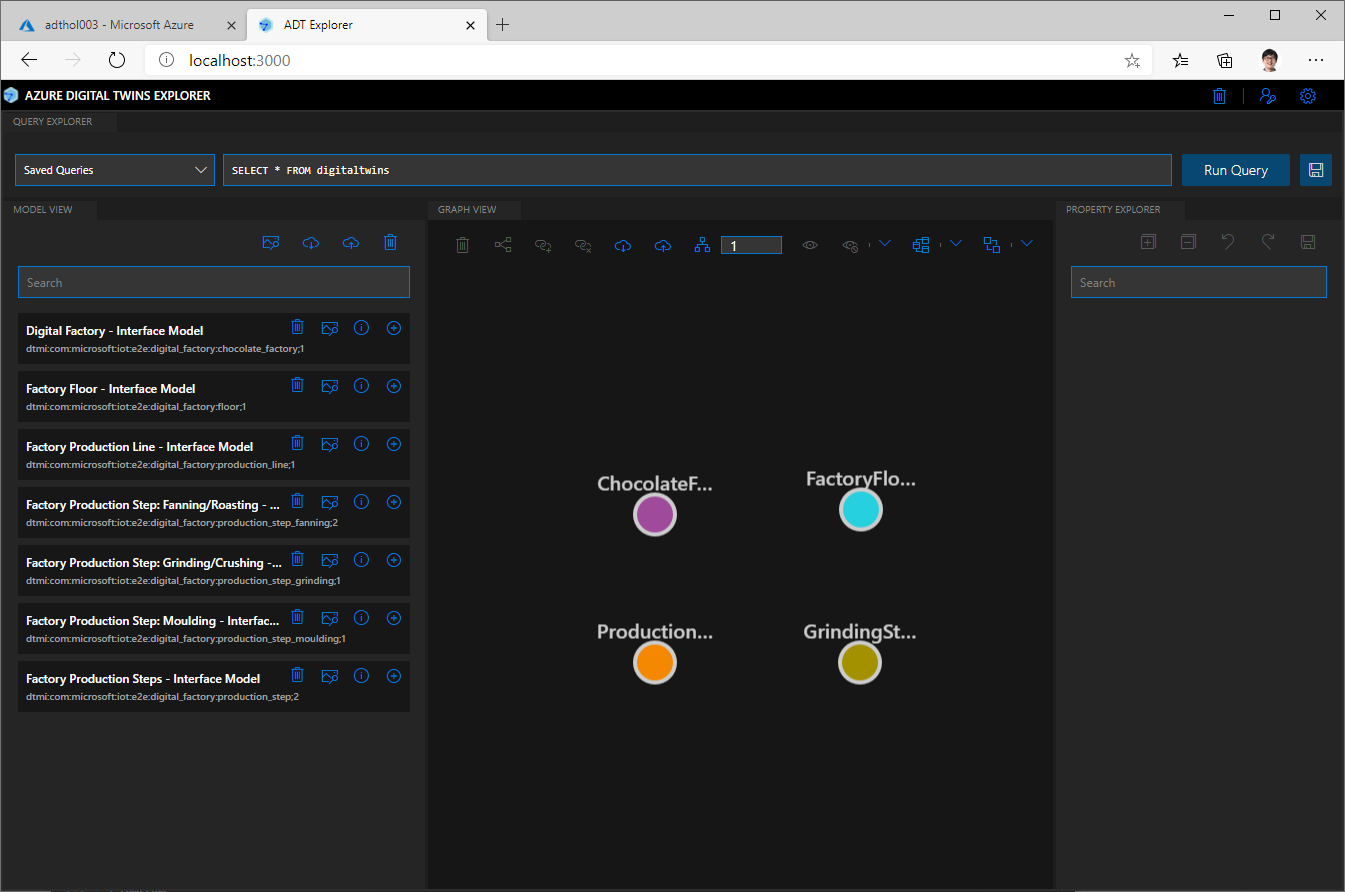 adthol003 - Microsoft Azure
ADT Explorer
localhost:3000
AZURE DIGITAL TWINS EXPLORER
QUERY EXPLORER
Saved Queries
SELECT * FROM digitaltwins
Run Query
MODEL VIEW
GRAPH VIEW
PROPERTY EXPLORER
1
Search
Search
Digital Factory - Interface Model
dtmi:com:microsoft:iot:e2e:digital_factory:chocolate_factory;1
Factory Floor - Interface Model
dtmi:com:microsoft:iot:e2e:digital_factory:floor;1
Factory Production Line - Interface Model
dtmi:com:microsoft:iot:e2e:digital_factory:production_line;1
Factory Production Step: Fanning/Roasting - ...
dtmi:com:microsoft:iot:e2e:digital_factory:production_step_fanning;2
Factory Production Step: Grinding/Crushing -...
dtmi:com:microsoft:iot:e2e:digital_factory:production_step_grinding;1
Factory Production Step: Moulding - Interfac...
dtmi:com:microsoft:iot:e2e:digital_factory:production_step_moulding;1
Factory Production Steps - Interface Model
dtmi:com:microsoft:iot:e2e:digital_factory:production_step;2
ChocolateF...
FactoryFlo...
Production...
GrindingSt...